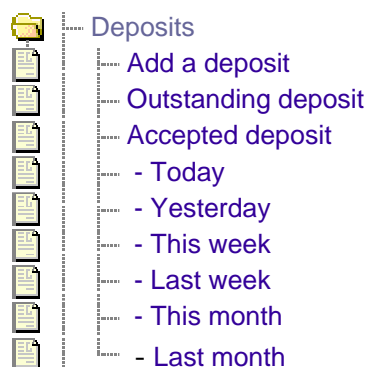 Deposits
Add a deposit
Outstanding deposit
Accepted deposit
- Today
- Yesterday
- This week
- Last week
- This month
- Last month